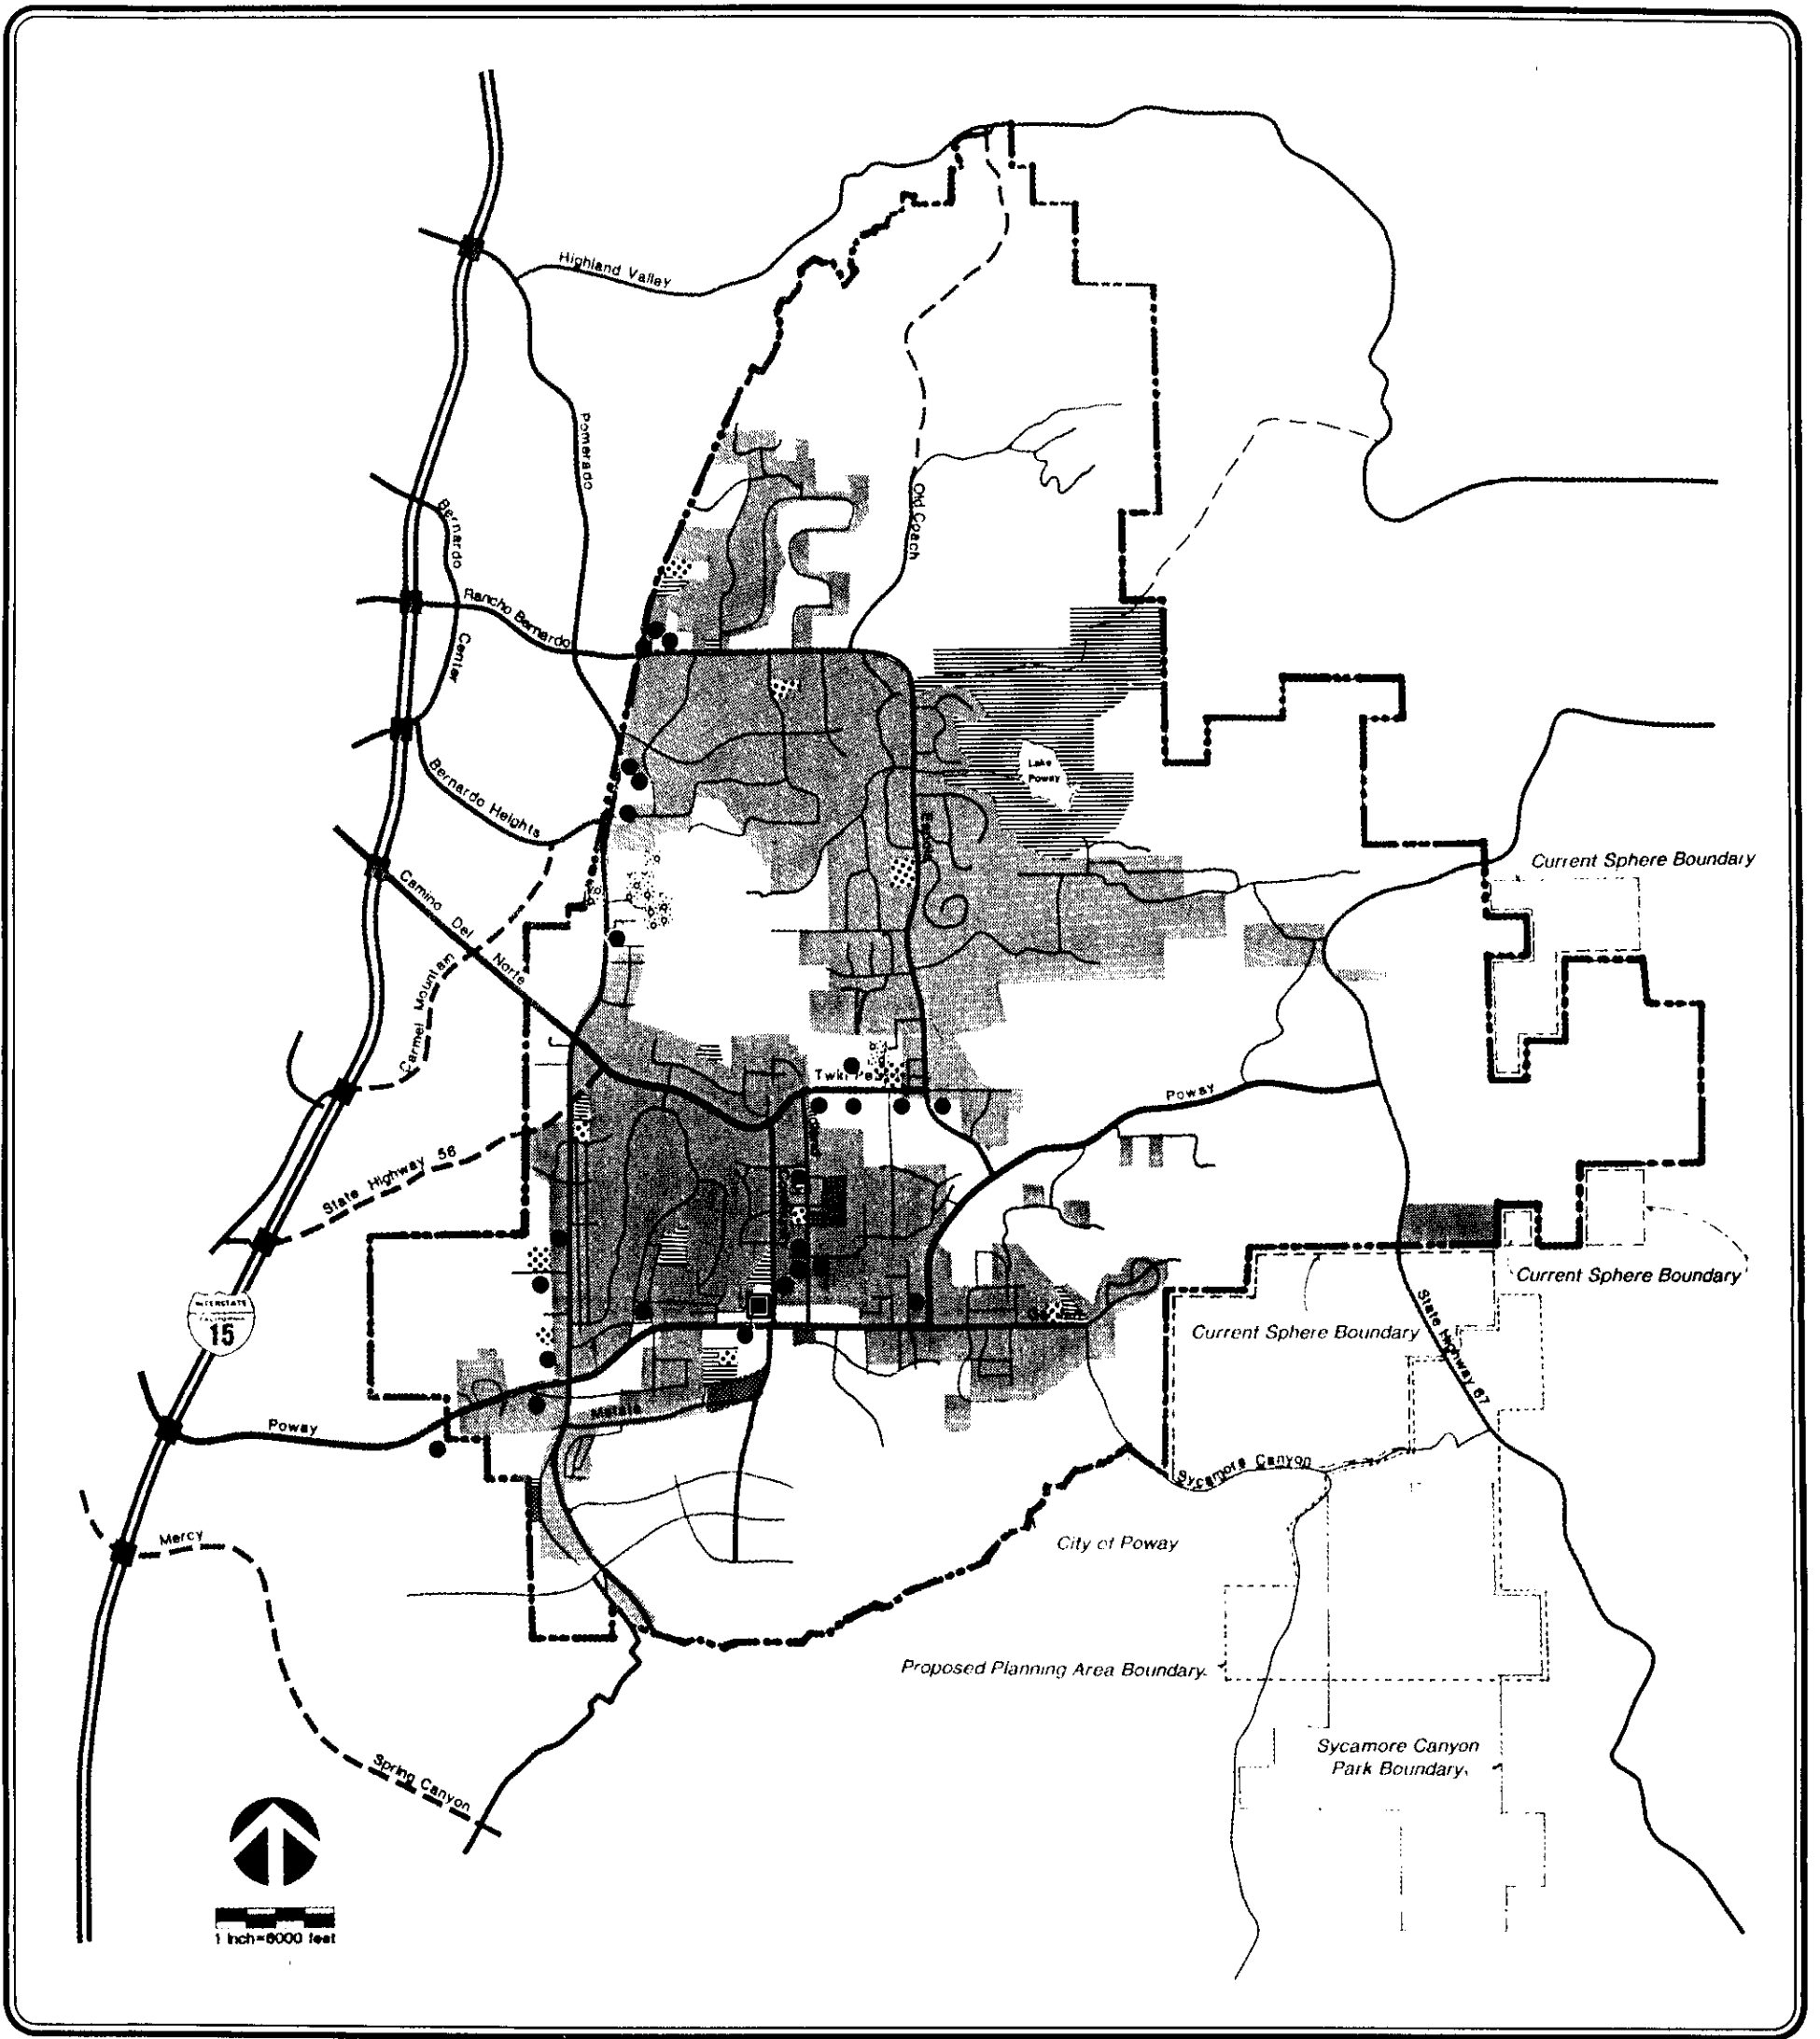 Highland Valley
Pomerado
Old Coach
Bernardo
Center
Rancho Bernardo
Lake
Poway
Current Sphere Boundary
Bernardo Heights
Camino Del
Norte
Carmel Mountain
Poway
State Highway 56
Current Sphere Boundary
Current Sphere Boundary
INTERSTATE
15
State Highway 67
Poway
Sycamore Canyon
Mercy
City of Poway
Proposed Planning Area Boundary
Sycamore Canyon
Park Boundary
Spring Canyon
1 inch=6000 feet